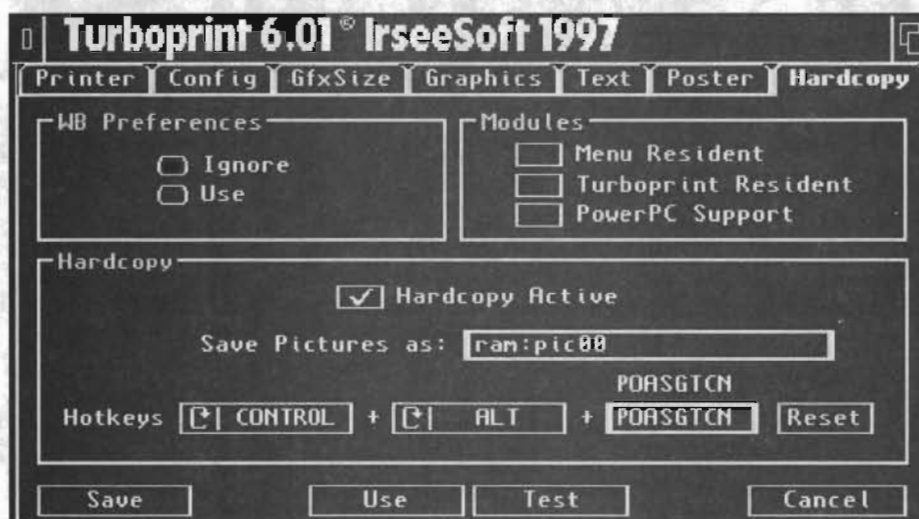 Turboprint 6.01 © IrseeSoft 1997
Printer Config GfxSize Graphics Text Poster Hardcopy
WB Preferences
Ignore
Use
Modules
Menu Resident
Turboprint Resident
PowerPC Support
Hardcopy
Hardcopy Active
Save Pictures as: ram:pic00
POASGTCN
Hotkeys CONTROL + ALT + POASGTCN Reset
Save Use Test Cancel